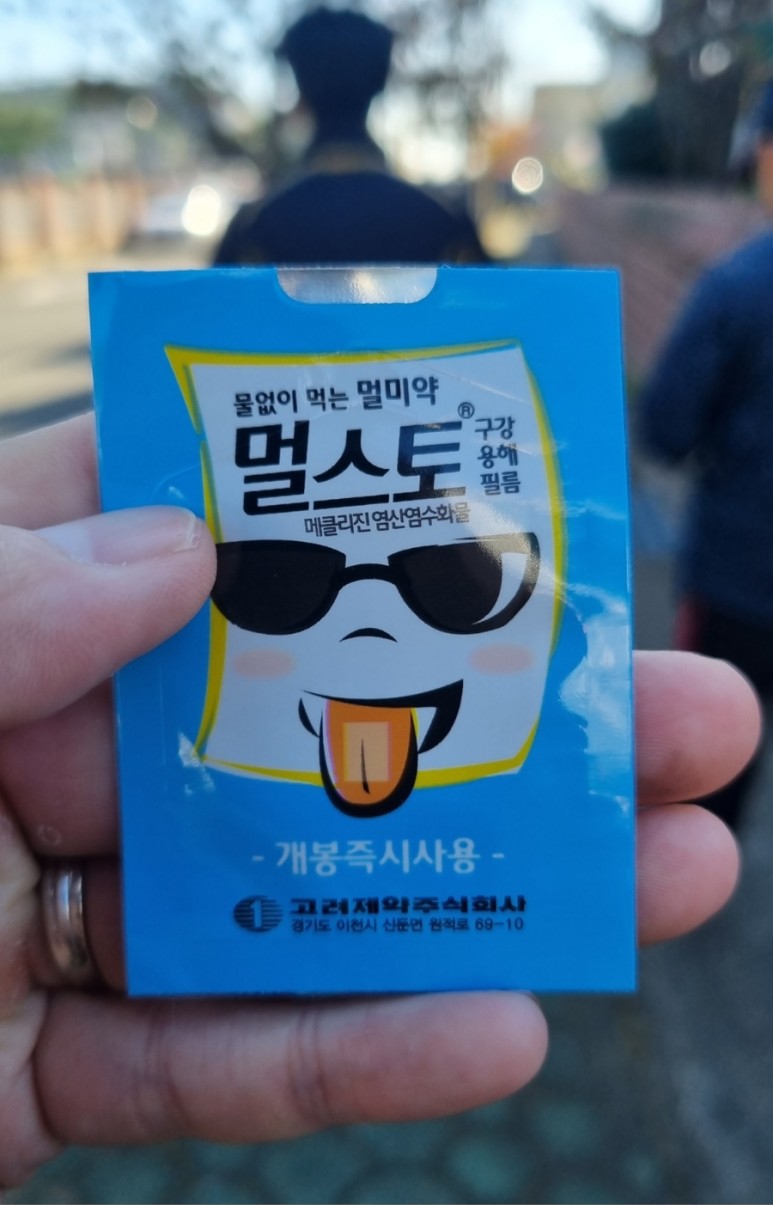 물없이 먹는 멀미약
멀스토®
구강
용해
필름
메클리진 염산염수화물
- 개봉즉시사용 -
1 고려제약주식회사
경기도 이천시 신둔면 원적로 69-10